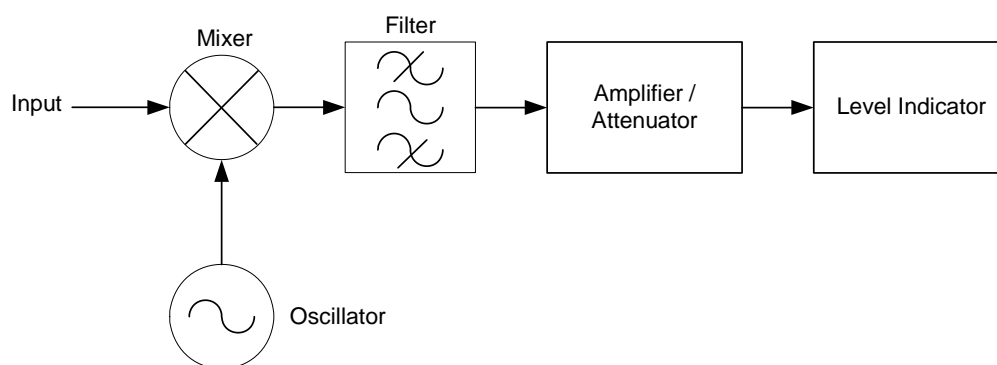 Filter
Mixer
Input
Amplifier /
Attenuator
Level Indicator
Oscillator